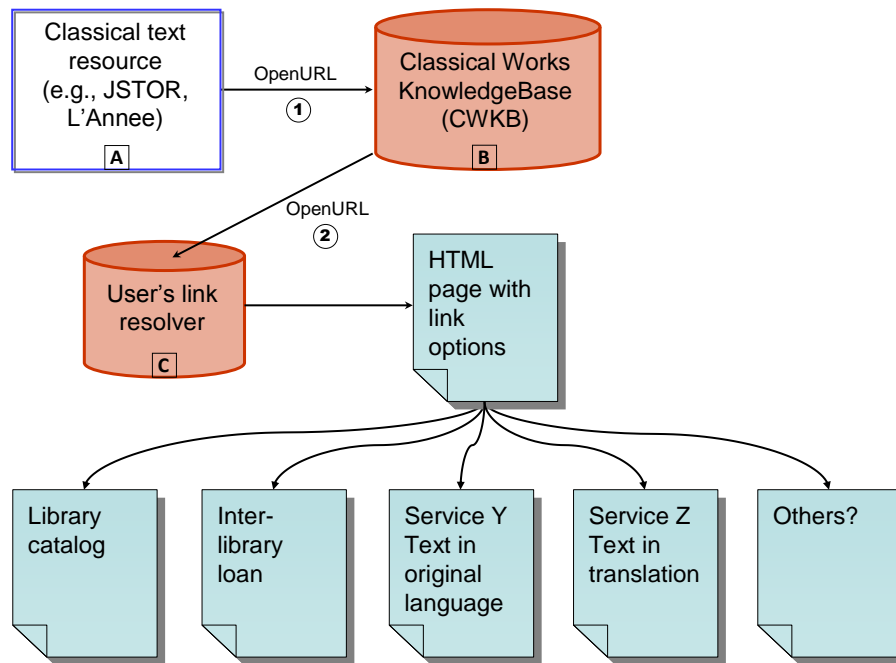 Classical text
resource
(e.g., JSTOR,
L'Annee)
A
OpenURL
1
Classical Works
KnowledgeBase
(CWKB)
B
OpenURL
2
User's link
resolver
C
HTML
page with
link
options
Library
catalog
Inter-
library
loan
Service Y
Text in
original
language
Service Z
Text in
translation
Others?